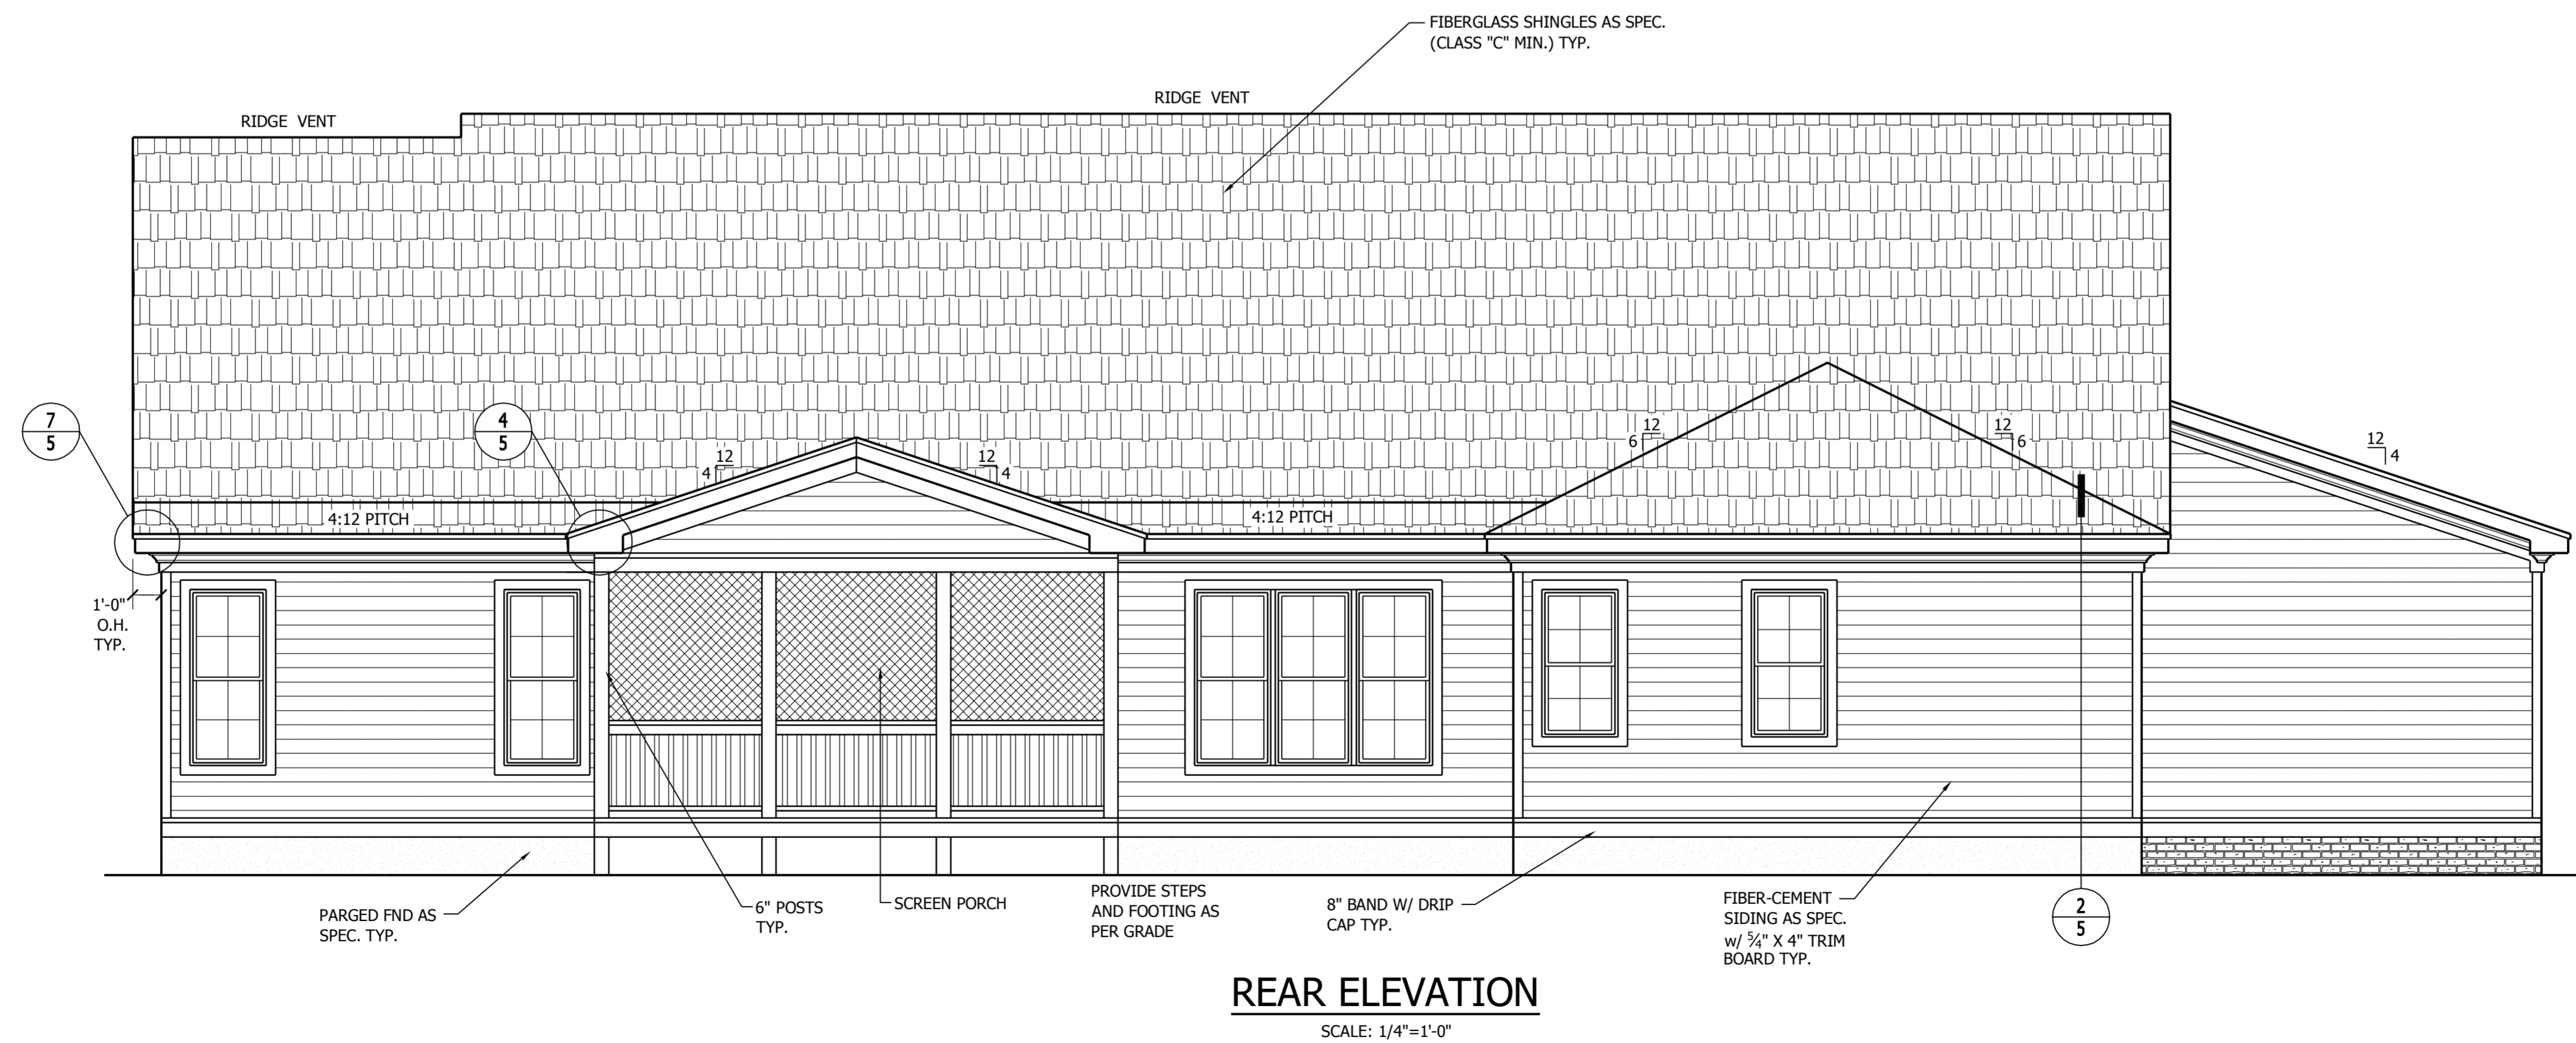 FIBERGLASS SHINGLES AS SPEC.
(CLASS "C" MIN.) TYP.
RIDGE VENT
RIDGE VENT
7
5
4
5
12
4
12
4
12
6
12
6
12
4
4:12 PITCH
4:12 PITCH
1'-0"
O.H.
TYP.
PARGED FND AS
SPEC. TYP.
6" POSTS
TYP.
SCREEN PORCH
PROVIDE STEPS
AND FOOTING AS
PER GRADE
8" BAND W/ DRIP
CAP TYP.
FIBER-CEMENT
SIDING AS SPEC.
w/ 5/4" X 4" TRIM
BOARD TYP.
2
5
REAR ELEVATION
SCALE: 1/4"=1'-0"